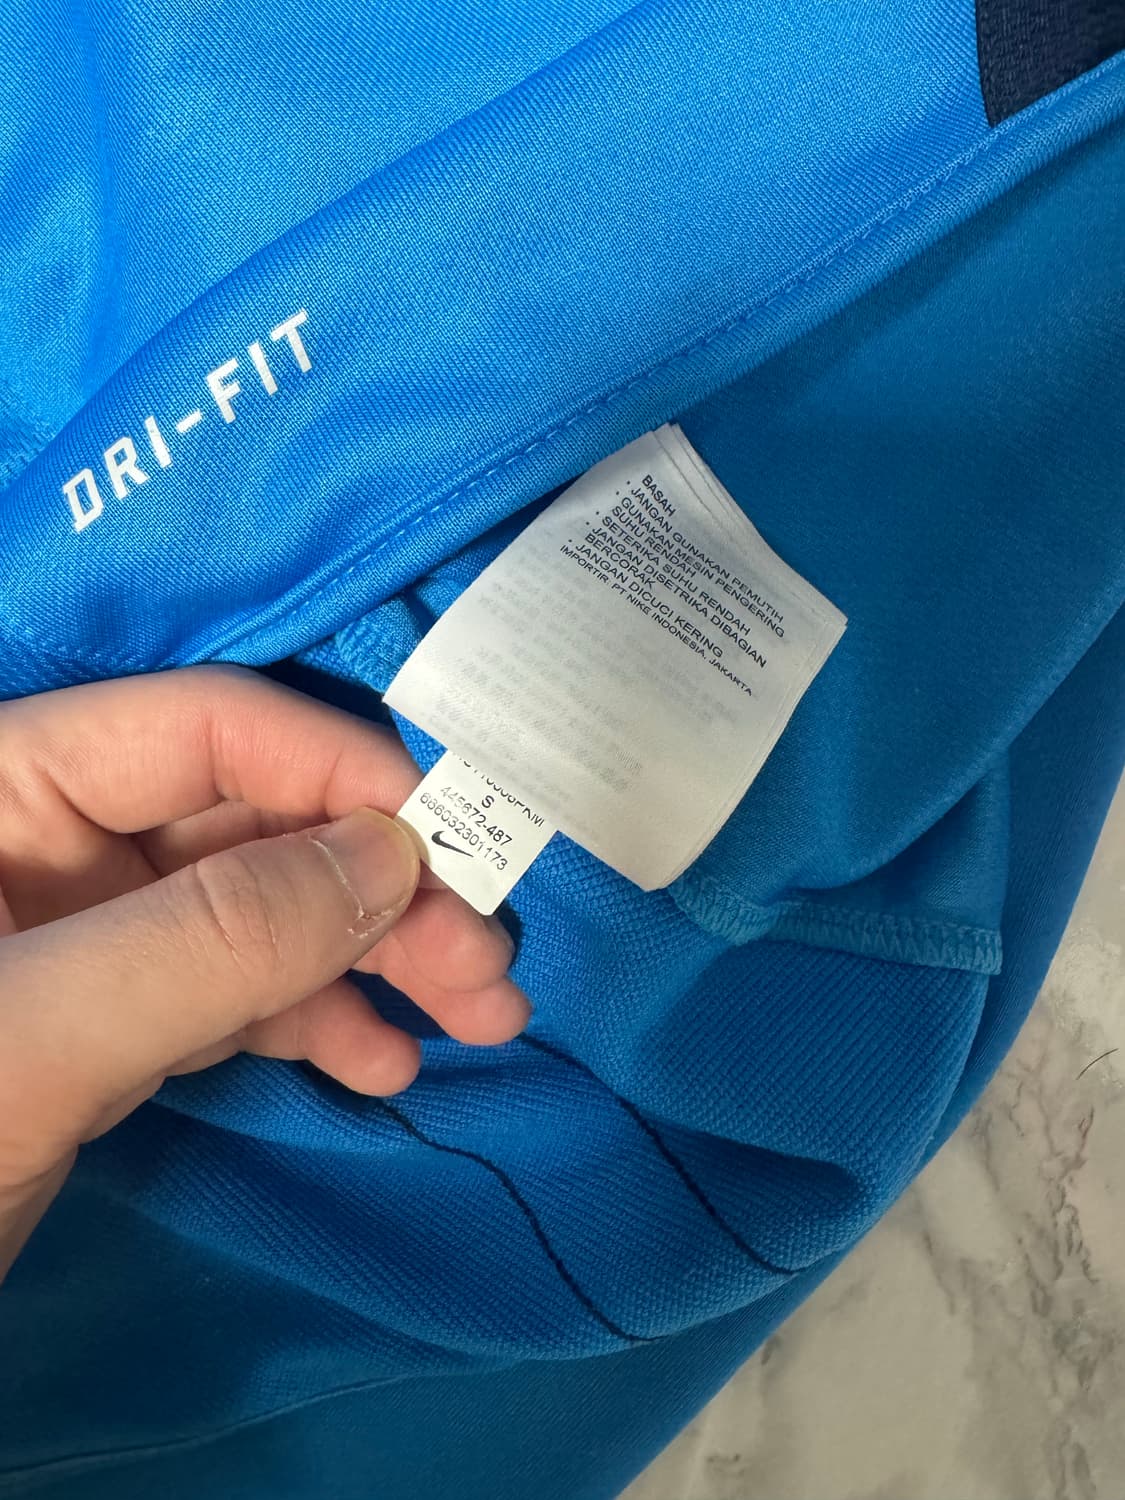 DRI-FIT
BASAH
· JANGAN GUNAKAN PEMUTIH
· GUNAKAN MESIN PENGERING
SUHU RENDAH
· SETERIKA SUHU RENDAH
· JANGAN DISETRIKA DIBAGIAN
BERCORAK
· JANGAN DICUCI KERING
IMPORTIR: PT NIKE INDONESIA, JAKARTA
S
445672-487
686032301173